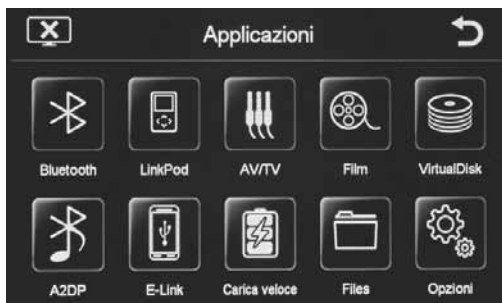 Applicazioni
Bluetooth LinkPod AV/TV Film VirtualDisk
A2DP E-Link Carica veloce Files Opzioni